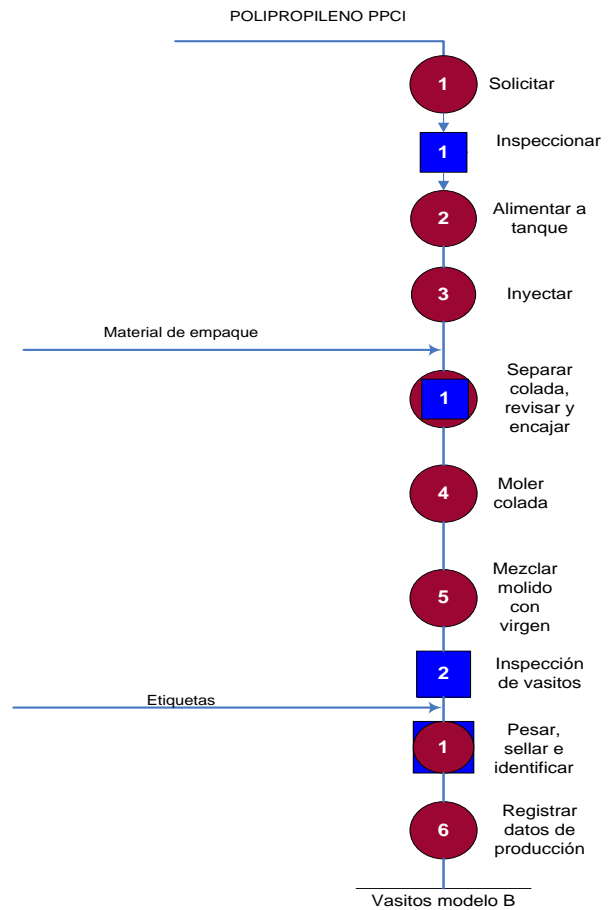 POLIPROPILENO PPCI
1
Solicitar
1
Inspeccionar
2
Alimentar a
tanque
3
Inyectar
Material de empaque
1
Separar
colada,
revisar y
encajar
4
Moler
colada
5
Mezclar
molido
con
virgen
2
Inspección
de vasitos
Etiquetas
1
Pesar,
sellar e
identificar
6
Registrar
datos de
producción
Vasitos modelo B